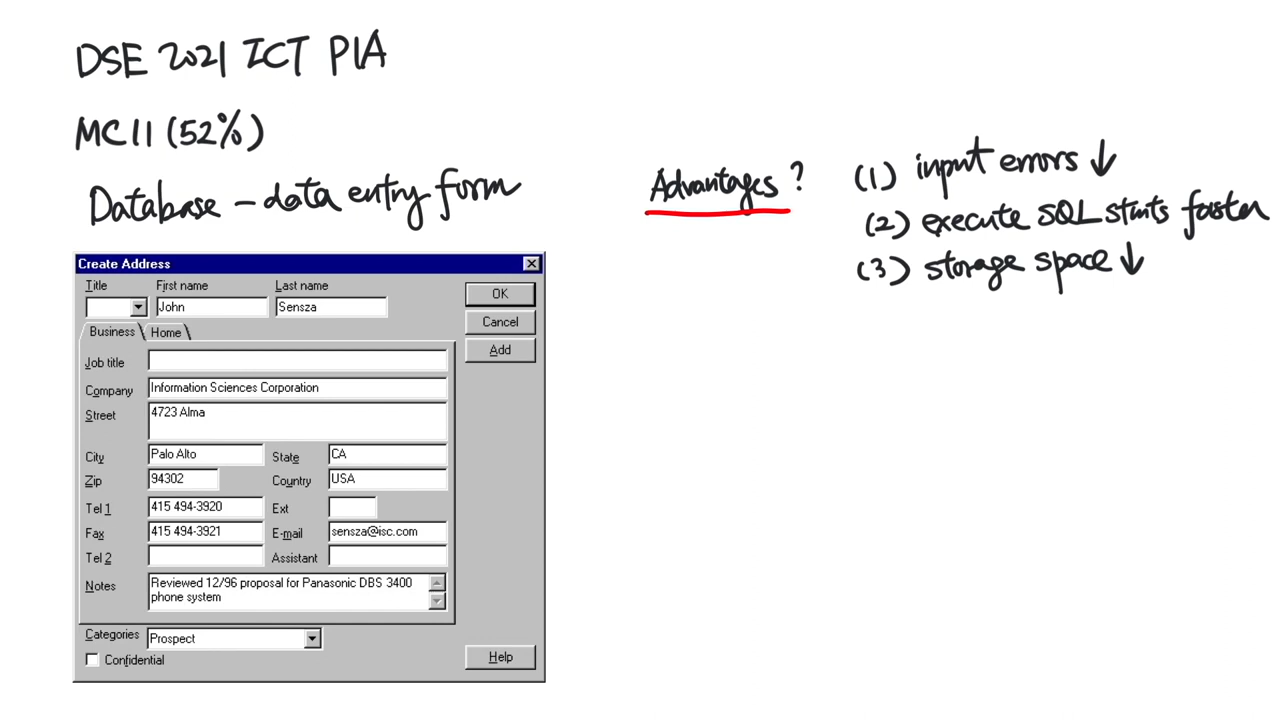 DSE 2021 ICT P1A
MC11 (52%)
Database - data entry form
Advantages?
(1) input errors ↓
(2) execute SQL stmts faster
(3) storage space ↓
Create Address
Title First name Last name
John Sensza
OK
Cancel
Add
Business Home
Job title
Company Information Sciences Corporation
Street 4723 Alma
City Palo Alto State CA
Zip 94302 Country USA
Tel 1 415 494-3920 Ext
Fax 415 494-3921 E-mail sensza@isc.com
Tel 2 Assistant
Notes Reviewed 12/96 proposal for Panasonic DBS 3400
phone system
Categories Prospect
Confidential
Help